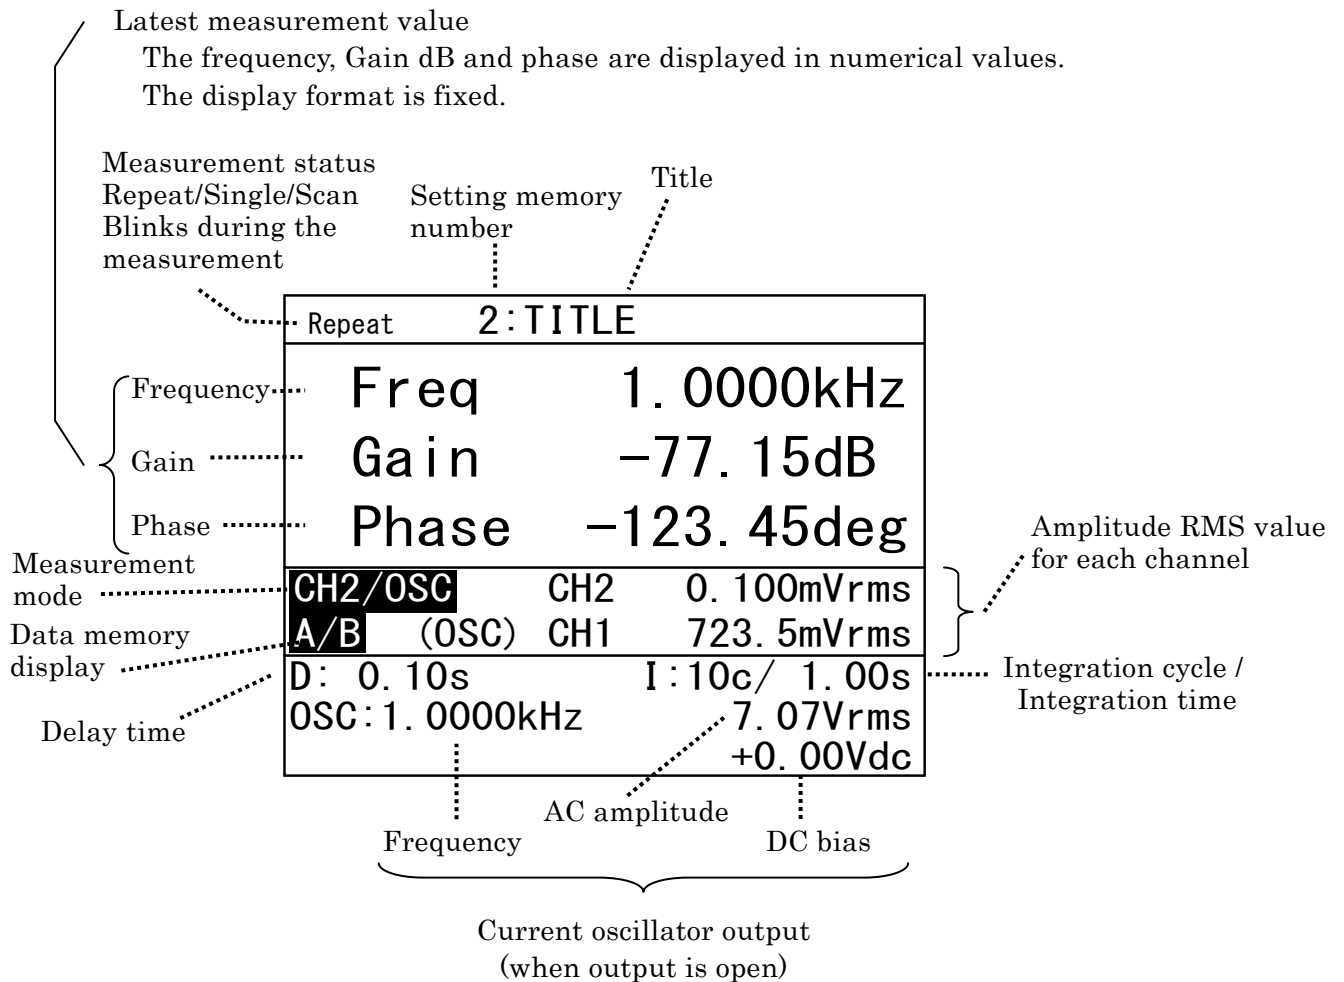 Latest measurement value
The frequency, Gain dB and phase are displayed in numerical values.
The display format is fixed.
Measurement status
Repeat/Single/Scan
Blinks during the
measurement
Setting memory
number
Title
Repeat 2:TITLE
Frequency
Freq 1.0000kHz
Gain
Gain -77.15dB
Phase
Phase -123.45deg
Measurement
mode
CH2/OSC CH2 0.100mVrms
Amplitude RMS value
for each channel
Data memory
display
A/B (OSC) CH1 723.5mVrms
D: 0.10s I:10c/ 1.00s
Integration cycle /
Integration time
Delay time
OSC:1.0000kHz 7.07Vrms
+0.00Vdc
AC amplitude
Frequency
DC bias
Current oscillator output
(when output is open)